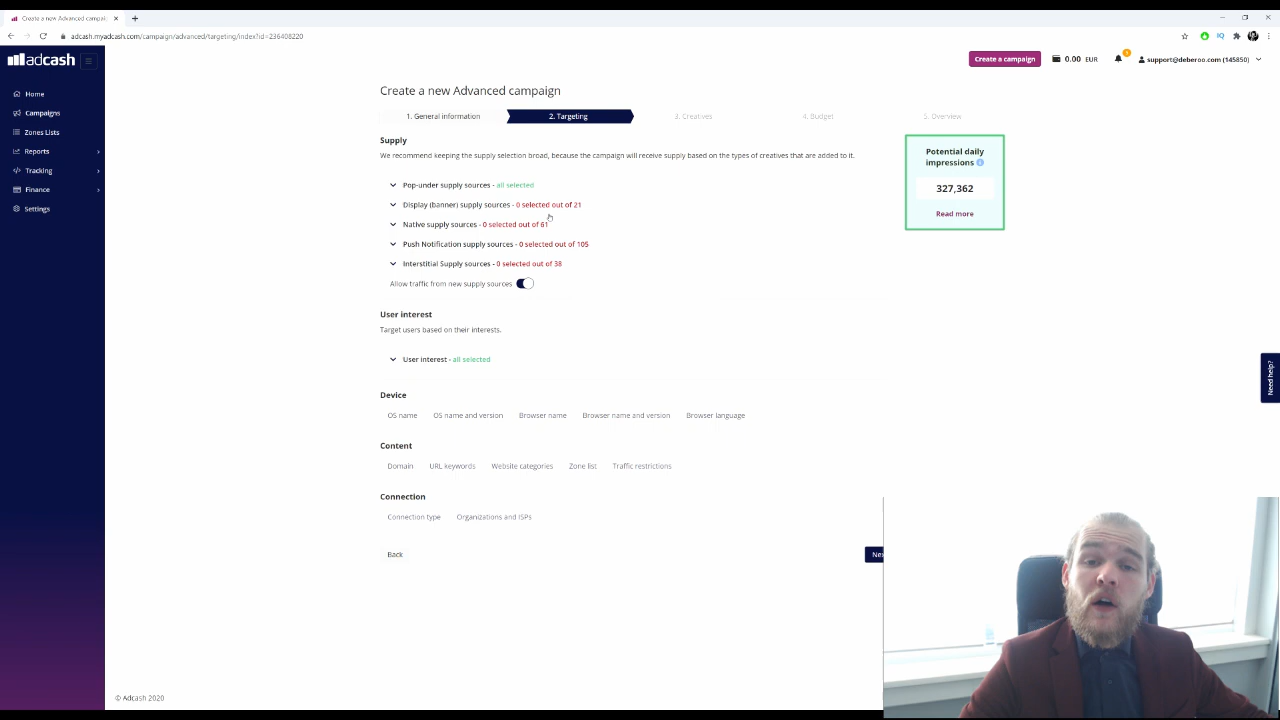 Create a new Advanced campai
adcash.myadcash.com/campaign/advanced/targeting/index?id=236408220
adcash
Create a campaign
0.00 EUR
support@deberoo.com (145850)
Home
Campaigns
Zones Lists
Reports
Tracking
Finance
Settings
Create a new Advanced campaign
1. General information
2. Targeting
3. Creatives
4. Budget
5. Overview
Supply
We recommend keeping the supply selection broad, because the campaign will receive supply based on the types of creatives that are added to it.
Pop-under supply sources - all selected
Display (banner) supply sources - 0 selected out of 21
Native supply sources - 0 selected out of 61
Push Notification supply sources - 0 selected out of 105
Interstitial Supply sources - 0 selected out of 38
Allow traffic from new supply sources
Potential daily
impressions
327,362
Read more
User interest
Target users based on their interests.
User interest - all selected
Device
OS name OS name and version Browser name Browser name and version Browser language
Content
Domain URL keywords Website categories Zone list Traffic restrictions
Connection
Connection type Organizations and ISPs
Back
Nex
Need help?
© Adcash 2020